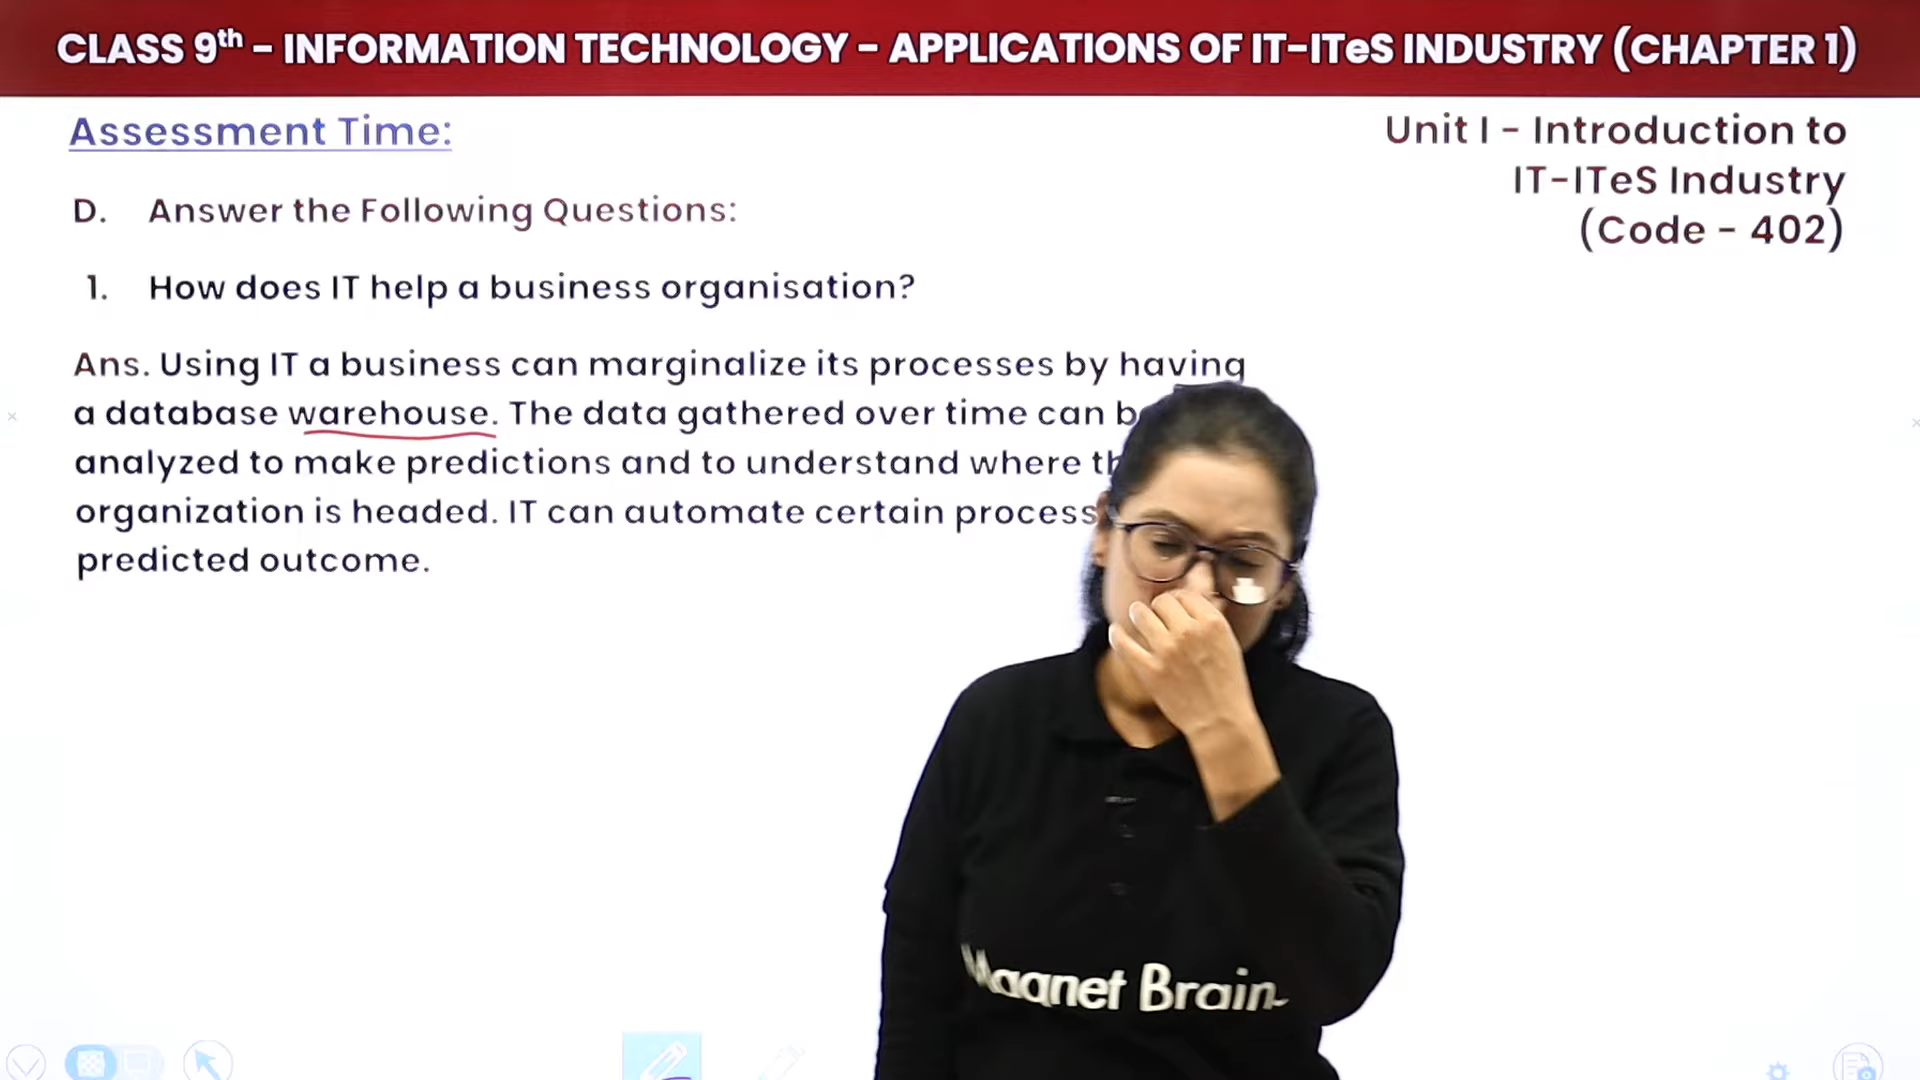 CLASS 9th - INFORMATION TECHNOLOGY - APPLICATIONS OF IT-ITeS INDUSTRY (CHAPTER 1)
Assessment Time:
Unit I - Introduction to
IT-ITeS Industry
(Code - 402)
D. Answer the Following Questions:
1. How does IT help a business organisation?
Ans. Using IT a business can marginalize its processes by having
a database warehouse. The data gathered over time can
analyzed to make predictions and to understand where
organization is headed. IT can automate certain
predicted outcome.
Magnet Brain